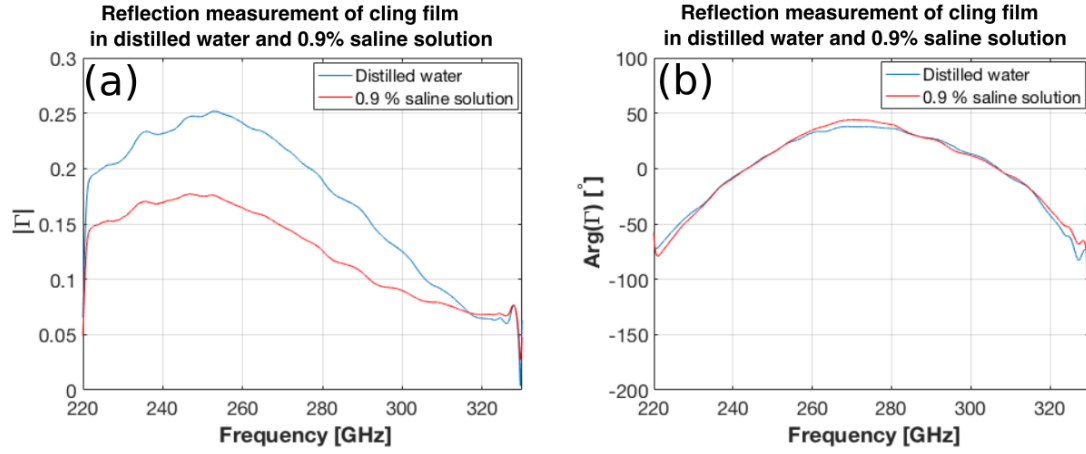 Reflection measurement of cling film
in distilled water and 0.9% saline solution
(a)
Distilled water
0.9 % saline solution
0.3
0.25
0.2
0.15
0.1
0.05
0
|Γ|
220 240 260 280 300 320
Frequency [GHz]
Reflection measurement of cling film
in distilled water and 0.9% saline solution
(b)
Distilled water
0.9 % saline solution
100
50
0
-50
-100
-150
-200
Arg(Γ) [°]
220 240 260 280 300 320
Frequency [GHz]